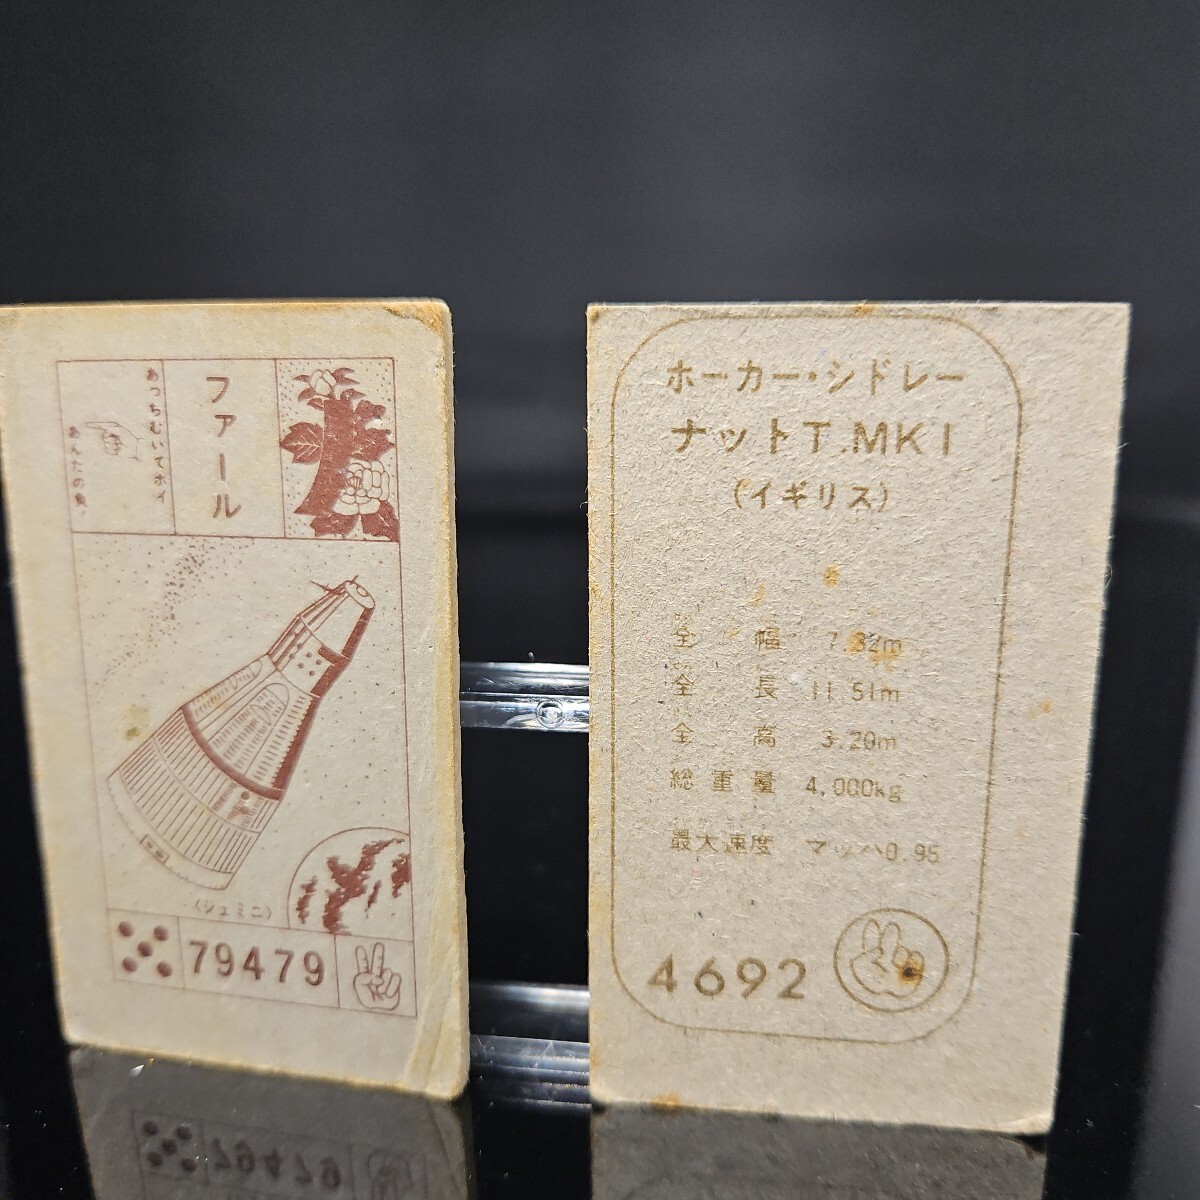 ファール
あっちむいてホイ
あんたの負。
(ジェミニ)
79479
ホーカー・シドレー
ナットT.MK1
(イギリス)
全幅 7.32m
全長 11.51m
全高 3.20m
総重量 4,000kg
最大速度 マッハ0.95
4692
79479